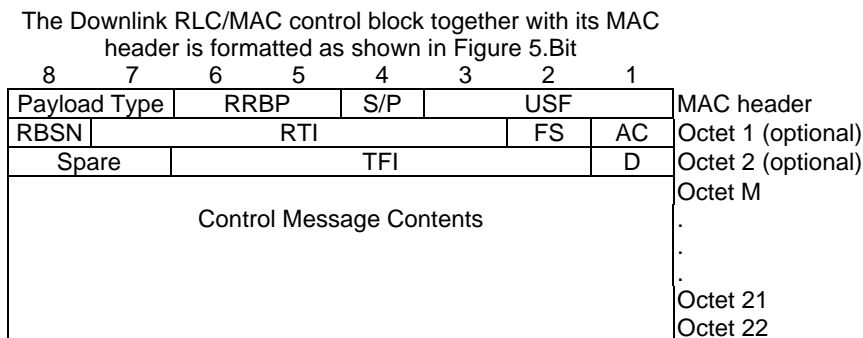 The Downlink RLC/MAC control block together with its MAC
header is formatted as shown in Figure 5.Bit
8 7 6 5 4 3 2 1
Payload Type RRBP S/P USF MAC header
RBSN RTI FS AC Octet 1 (optional)
Spare TFI D Octet 2 (optional)
Octet M
Control Message Contents .
.
.
Octet 21
Octet 22